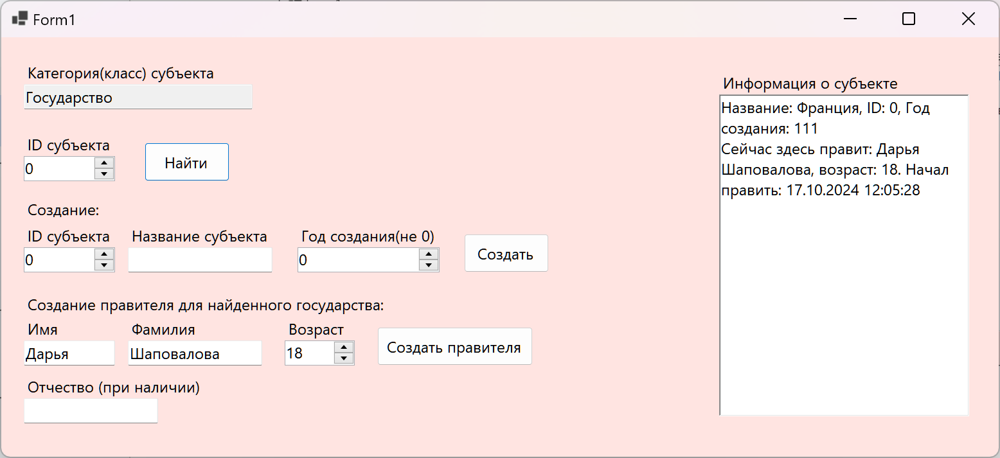 Form1
Категория(класс) субъекта
Государство
ID субъекта
0
Найти
Создание:
ID субъекта Название субъекта Год создания(не 0)
0 0 Создать
Создание правителя для найденного государства:
Имя Фамилия Возраст
Дарья Шаповалова 18 Создать правителя
Отчество (при наличии)
Информация о субъекте
Название: Франция, ID: 0, Год
создания: 111
Сейчас здесь правит: Дарья
Шаповалова, возраст: 18. Начал
править: 17.10.2024 12:05:28